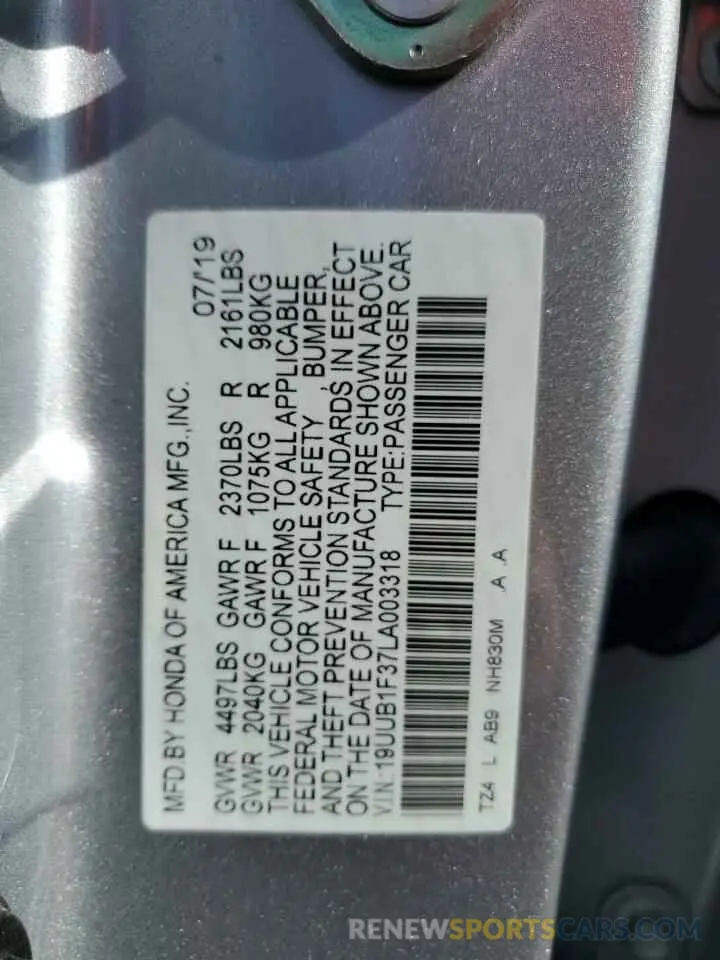 MFD.BY HONDA OF AMERICA MFG.,INC. 07/'19
GVWR 4497LBS GAWR F 2370LBS R 2161LBS
GVWR 2040KG GAWR F 1075KG R 980KG
THIS VEHICLE CONFORMS TO ALL APPLICABLE
FEDERAL MOTOR VEHICLE SAFETY , BUMPER,
AND THEFT PREVENTION STANDARDS IN EFFECT
ON THE DATE OF MANUFACTURE SHOWN ABOVE.
VIN:19UUB1F37LA003318 TYPE:PASSENGER CAR
TZ4 L AB9 NH830M .A .A
RENEWSPORTSCARS.COM